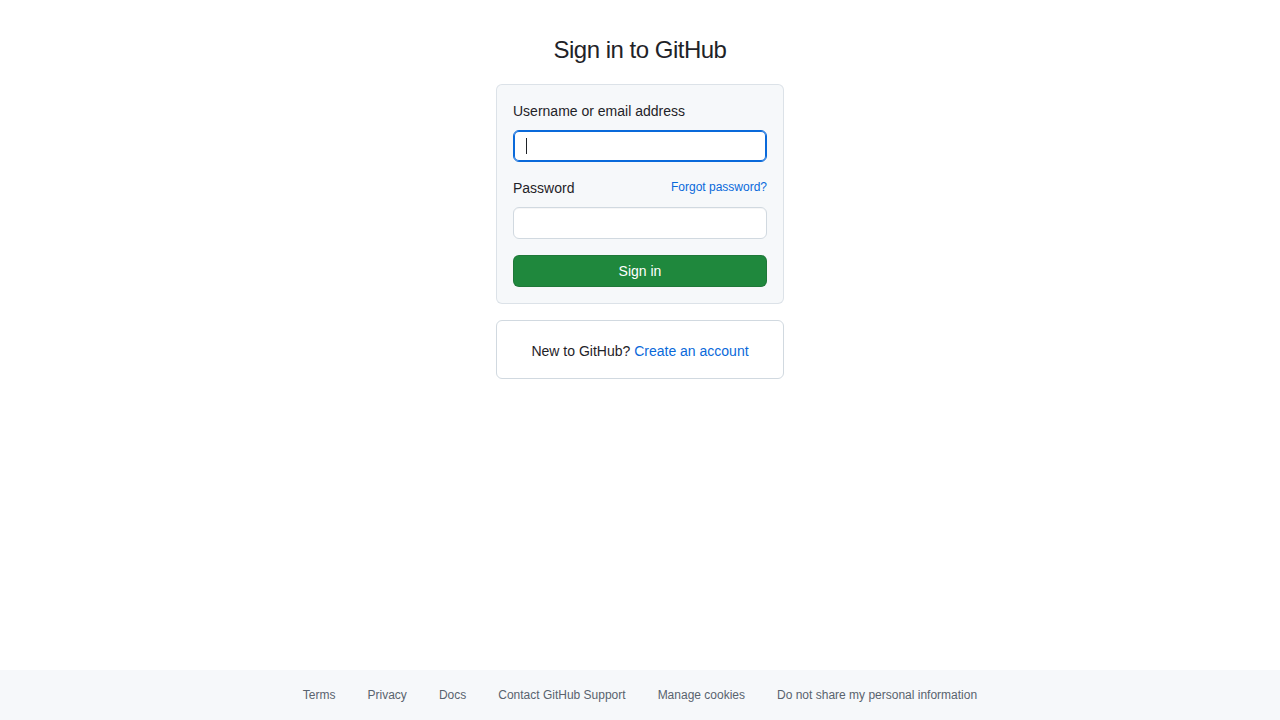 Sign in to GitHub
Username or email address
Password Forgot password?
Sign in
New to GitHub? Create an account
Terms Privacy Docs Contact GitHub Support Manage cookies Do not share my personal information